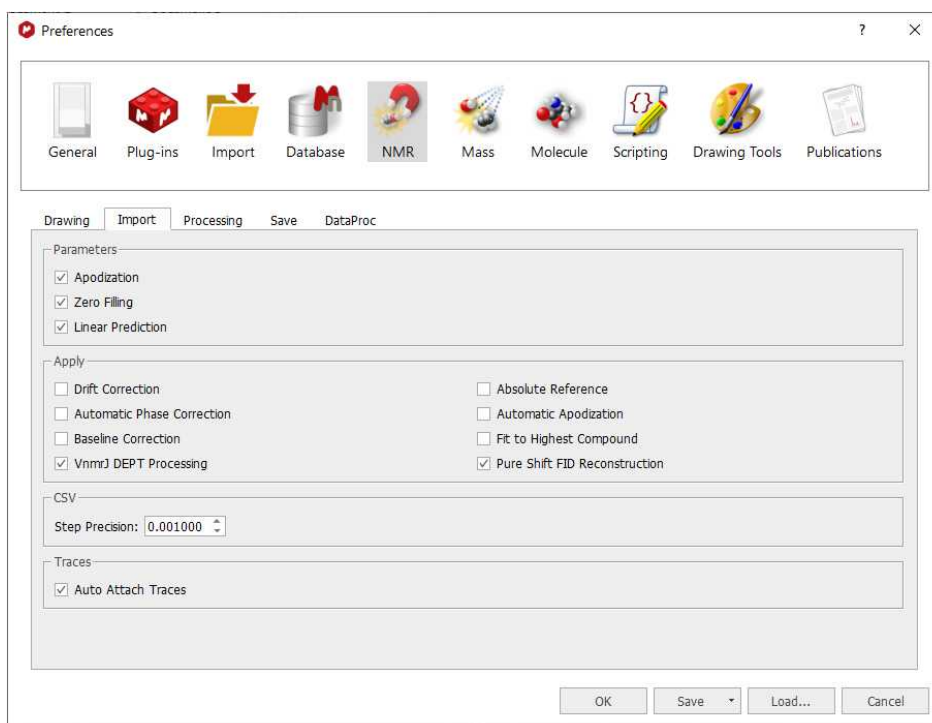 Preferences
?
General Plug-ins Import Database NMR Mass Molecule Scripting Drawing Tools Publications
Drawing Import Processing Save DataProc
Parameters
Apodization
Zero Filling
Linear Prediction
Apply
Drift Correction Absolute Reference
Automatic Phase Correction Automatic Apodization
Baseline Correction Fit to Highest Compound
VnmrJ DEPT Processing Pure Shift FID Reconstruction
CSV
Step Precision: 0.001000
Traces
Auto Attach Traces
OK Save Load... Cancel